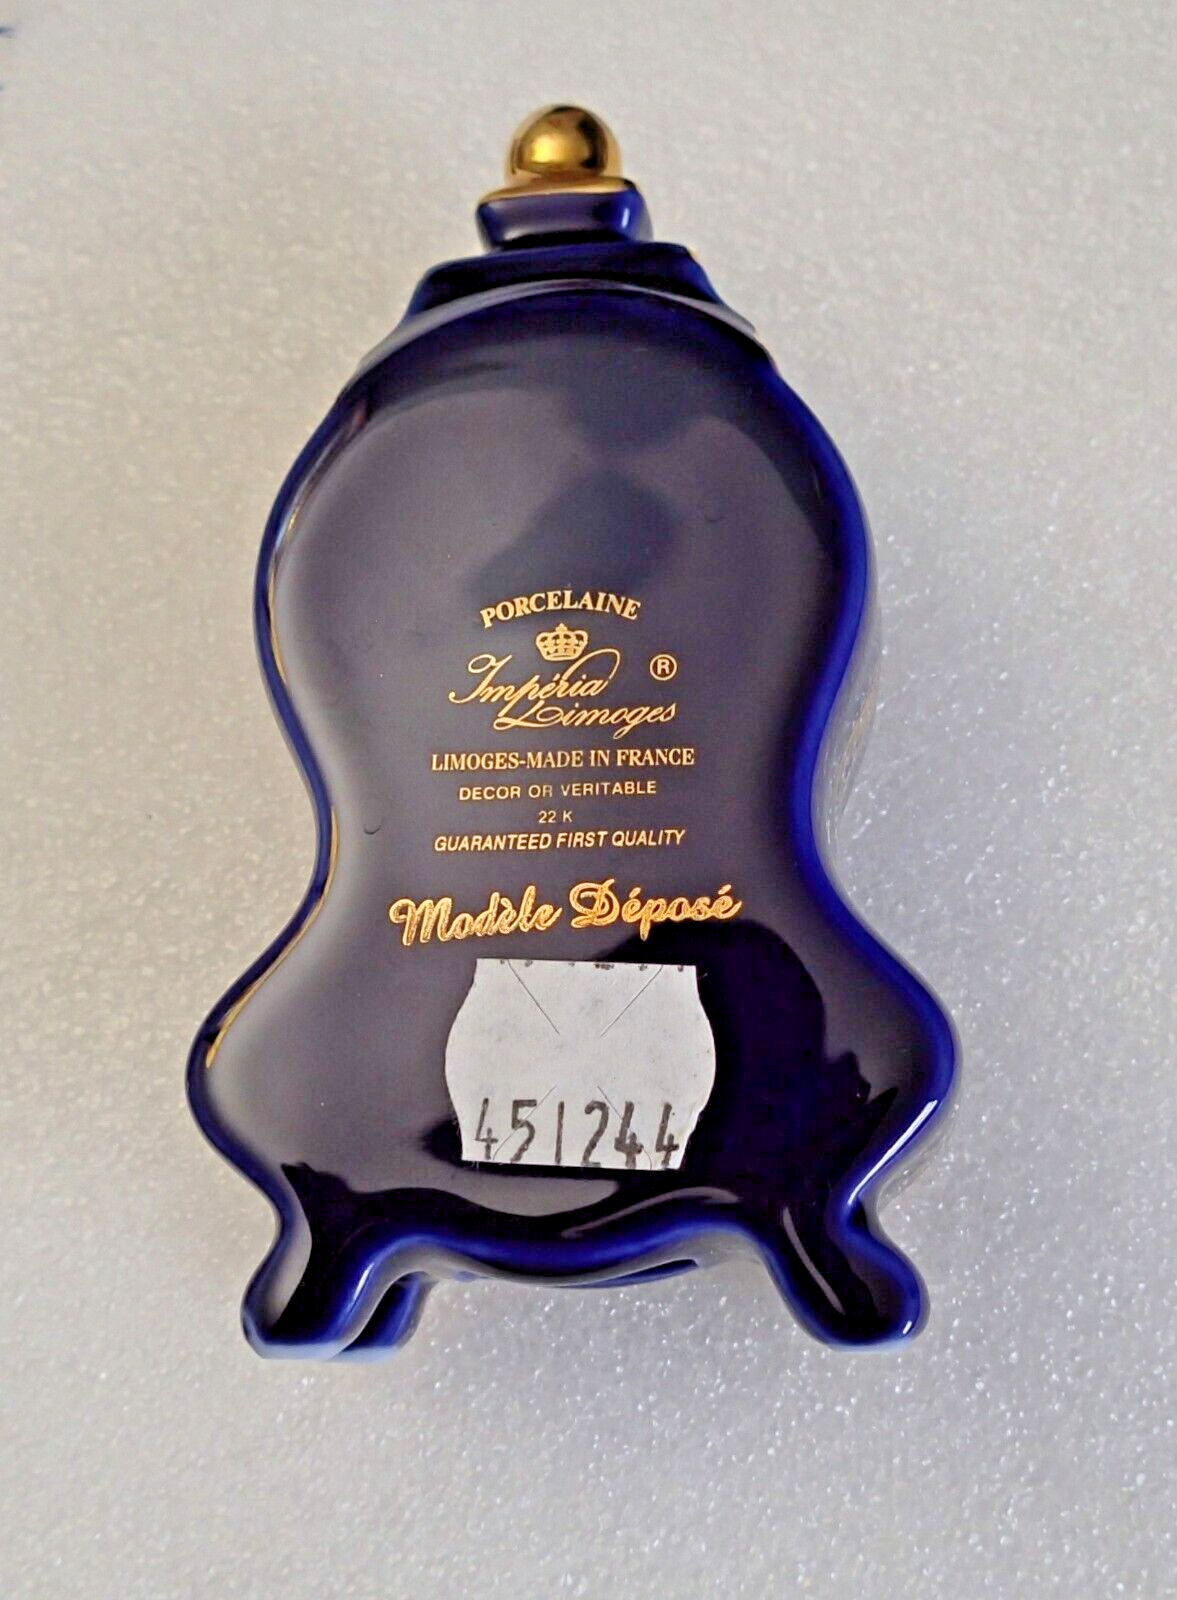 PORCELAINE
Impéria ®
Limoges
LIMOGES-MADE IN FRANCE
DECOR OR VERITABLE
22 K
GUARANTEED FIRST QUALITY
Modèle Déposé
451244